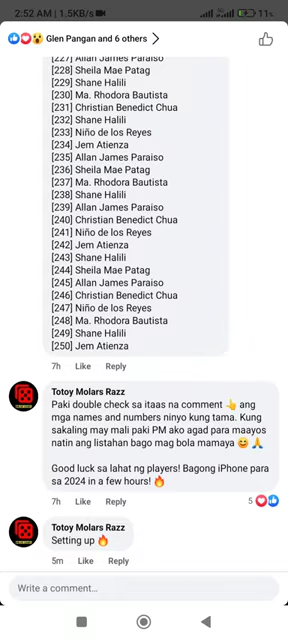 2:52 AM | 1.5KB/s
11%
Glen Pangan and 6 others
[227] Allan James Paraiso
[228] Sheila Mae Patag
[229] Shane Halili
[230] Ma. Rhodora Bautista
[231] Christian Benedict Chua
[232] Shane Halili
[233] Niño de los Reyes
[234] Jem Atienza
[235] Allan James Paraiso
[236] Sheila Mae Patag
[237] Ma. Rhodora Bautista
[238] Shane Halili
[239] Allan James Paraiso
[240] Christian Benedict Chua
[241] Niño de los Reyes
[242] Jem Atienza
[243] Shane Halili
[244] Sheila Mae Patag
[245] Allan James Paraiso
[246] Christian Benedict Chua
[247] Niño de los Reyes
[248] Ma. Rhodora Bautista
[249] Shane Halili
[250] Jem Atienza
7h Like Reply
Totoy Molars Razz
Paki double check sa itaas na comment 👆 ang
mga names and numbers ninyo kung tama. Kung
sakaling may mali paki PM ako agad para maayos
natin ang listahan bago mag bola mamaya 😊 🙏
Good luck sa lahat ng players! Bagong iPhone para
sa 2024 in a few hours! 🔥
7h Like Reply
5
Totoy Molars Razz
Setting up 🔥
5m Like Reply
Write a comment…